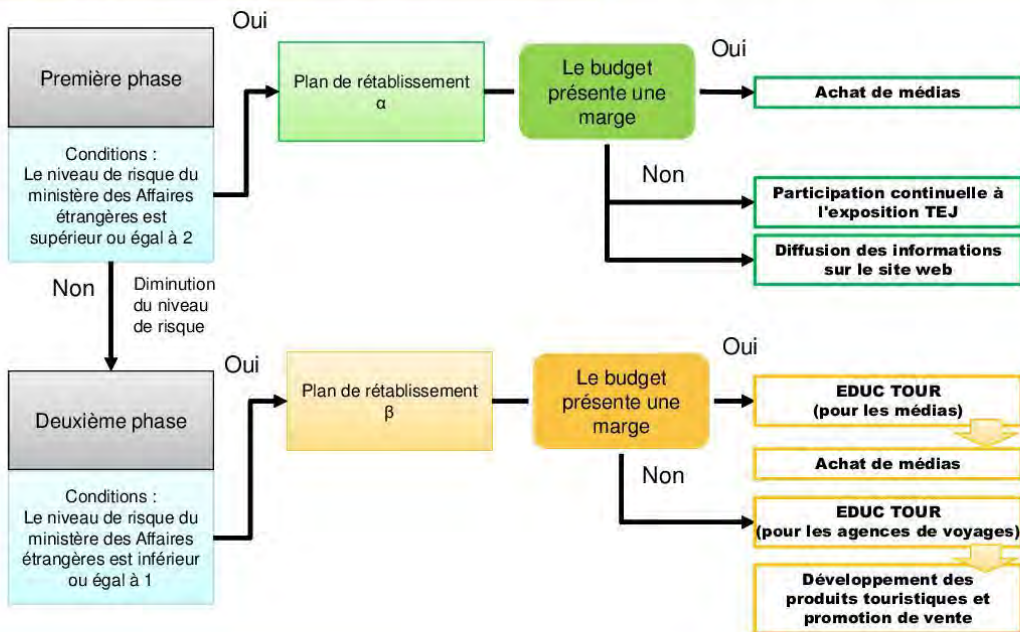 Oui
Première phase
Plan de rétablissement
α
Le budget
présente une
marge
Oui
Achat de médias
Conditions :
Le niveau de risque du
ministère des Affaires
étrangères est
supérieur ou égal à 2
Non
Participation continuelle à
l'exposition TEJ
Diffusion des informations
sur le site web
Non
Diminution
du niveau
de risque
Oui
Deuxième phase
Plan de rétablissement
β
Le budget
présente une
marge
Oui
EDUC TOUR
(pour les médias)
Achat de médias
Non
Conditions :
Le niveau de risque du
ministère des Affaires
étrangères est inférieur
ou égal à 1
EDUC TOUR
(pour les agences de voyages)
Développement des
produits touristiques et
promotion de vente